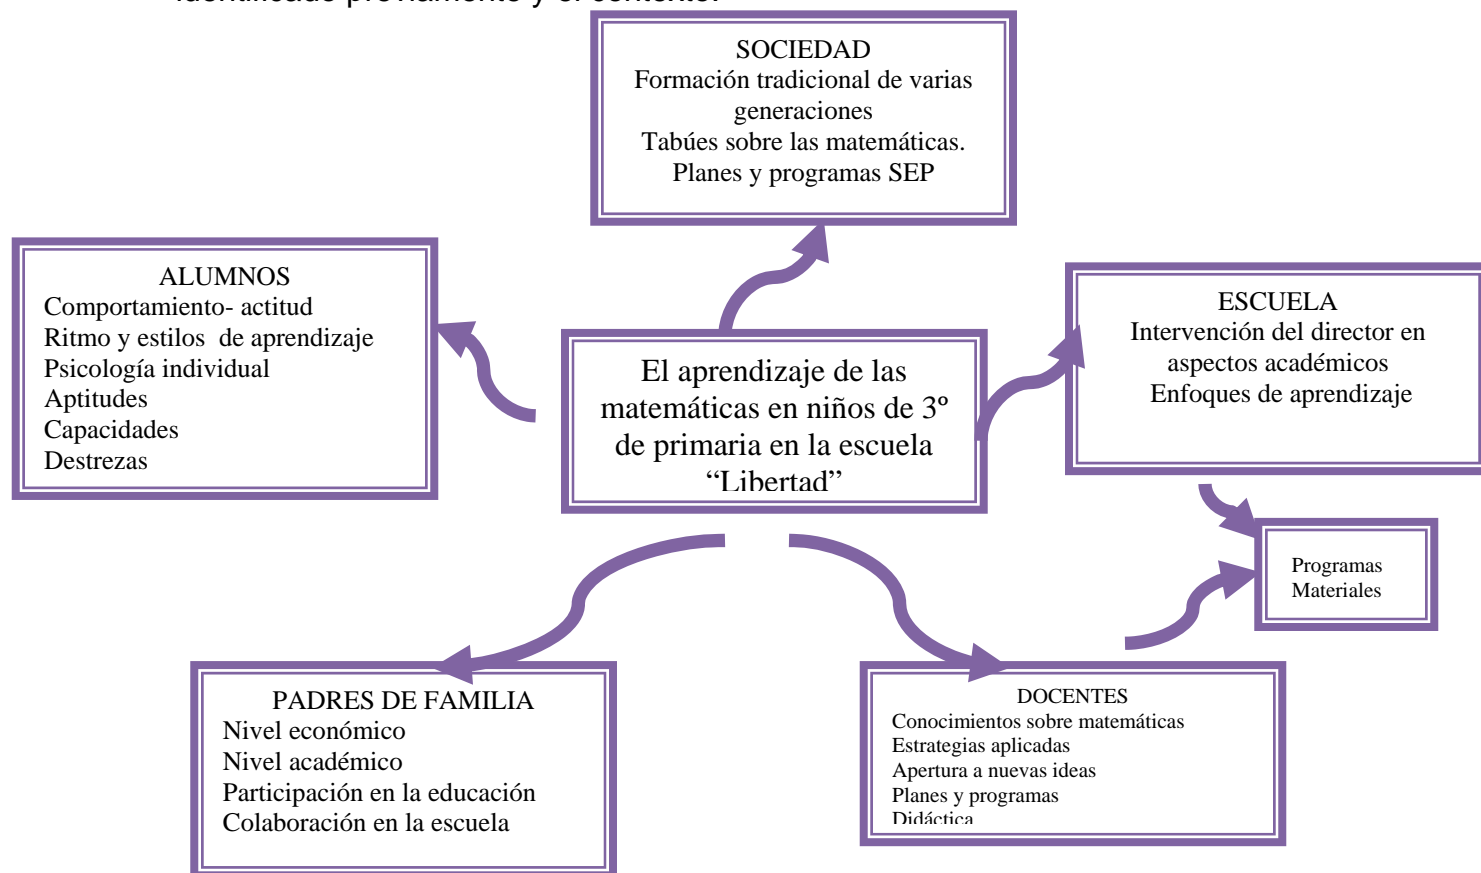 identificado previamente y el contexto.
SOCIEDAD
Formación tradicional de varias
generaciones
Tabúes sobre las matemáticas.
Planes y programas SEP
ALUMNOS
Comportamiento- actitud
Ritmo y estilos de aprendizaje
Psicología individual
Aptitudes
Capacidades
Destrezas
El aprendizaje de las
matemáticas en niños de 3º
de primaria en la escuela
“Libertad”
ESCUELA
Intervención del director en
aspectos académicos
Enfoques de aprendizaje
Programas
Materiales
PADRES DE FAMILIA
Nivel económico
Nivel académico
Participación en la educación
Colaboración en la escuela
DOCENTES
Conocimientos sobre matemáticas
Estrategias aplicadas
Apertura a nuevas ideas
Planes y programas
Didáctica